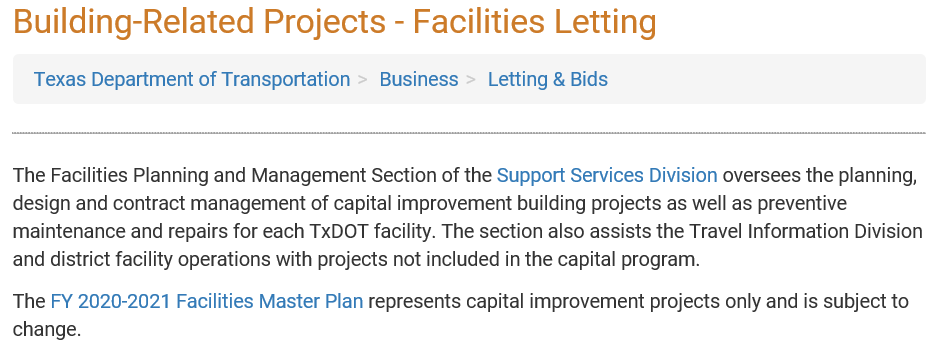 Building-Related Projects - Facilities Letting
Texas Department of Transportation > Business > Letting & Bids
The Facilities Planning and Management Section of the Support Services Division oversees the planning,
design and contract management of capital improvement building projects as well as preventive
maintenance and repairs for each TxDOT facility. The section also assists the Travel Information Division
and district facility operations with projects not included in the capital program.
The FY 2020-2021 Facilities Master Plan represents capital improvement projects only and is subject to
change.